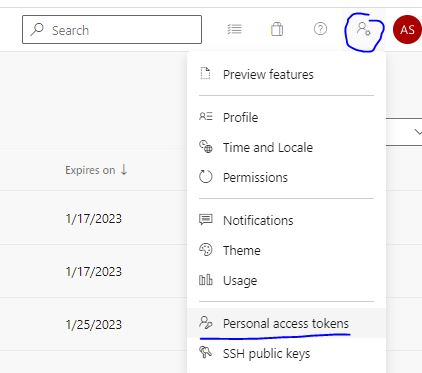 Search
AS
Preview features
Profile
Time and Locale
Expires on ↓
Permissions
1/17/2023
Notifications
Theme
1/17/2023
Usage
1/25/2023
Personal access tokens
SSH public keys